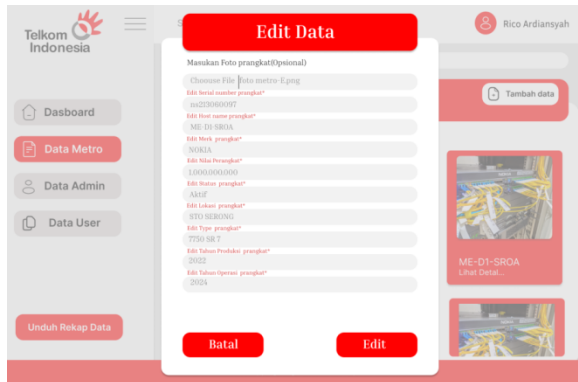 Telkom
Indonesia
S
Rico Ardiansyah
Tambah data
Dasboard
Data Metro
Data Admin
Data User
Unduh Rekap Data
Edit Data
Masukan Foto prangkat(Opsional)
Choouse File foto metro-E.png
Edit Serial number prangkat*
ns213060097
Edit Host name prangkat*
ME-D1-SROA
Edit Merk prangkat*
NOKIA
Edit Nilai Perangkat*
1.000.000.000
Edit Status prangkat*
Aktif
Edit Lokasi prangkat*
STO SERONG
Edit Type prangkat*
7750 SR 7
Edit Tahun Produksi prangkat*
2022
Edit Tahun Operasi prangkat*
2024
Batal
Edit
ME-D1-SROA
Lihat Detal...